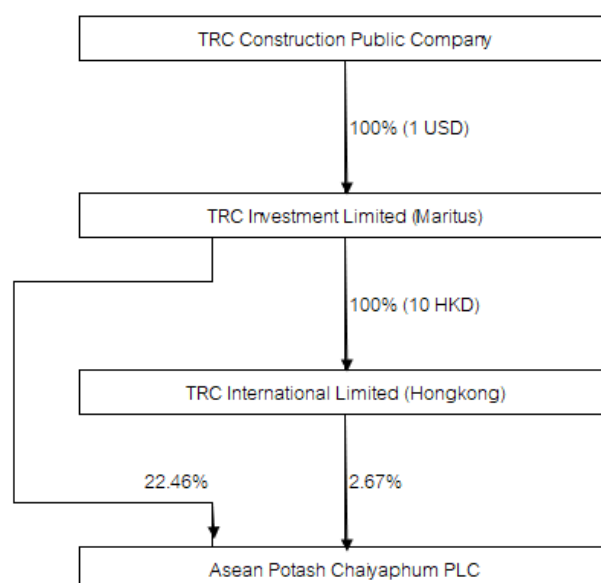 TRC Construction Public Company
100% (1 USD)
TRC Investment Limited (Maritus)
100% (10 HKD)
TRC International Limited (Hongkong)
22.46%
2.67%
Asean Potash Chaiyaphum PLC